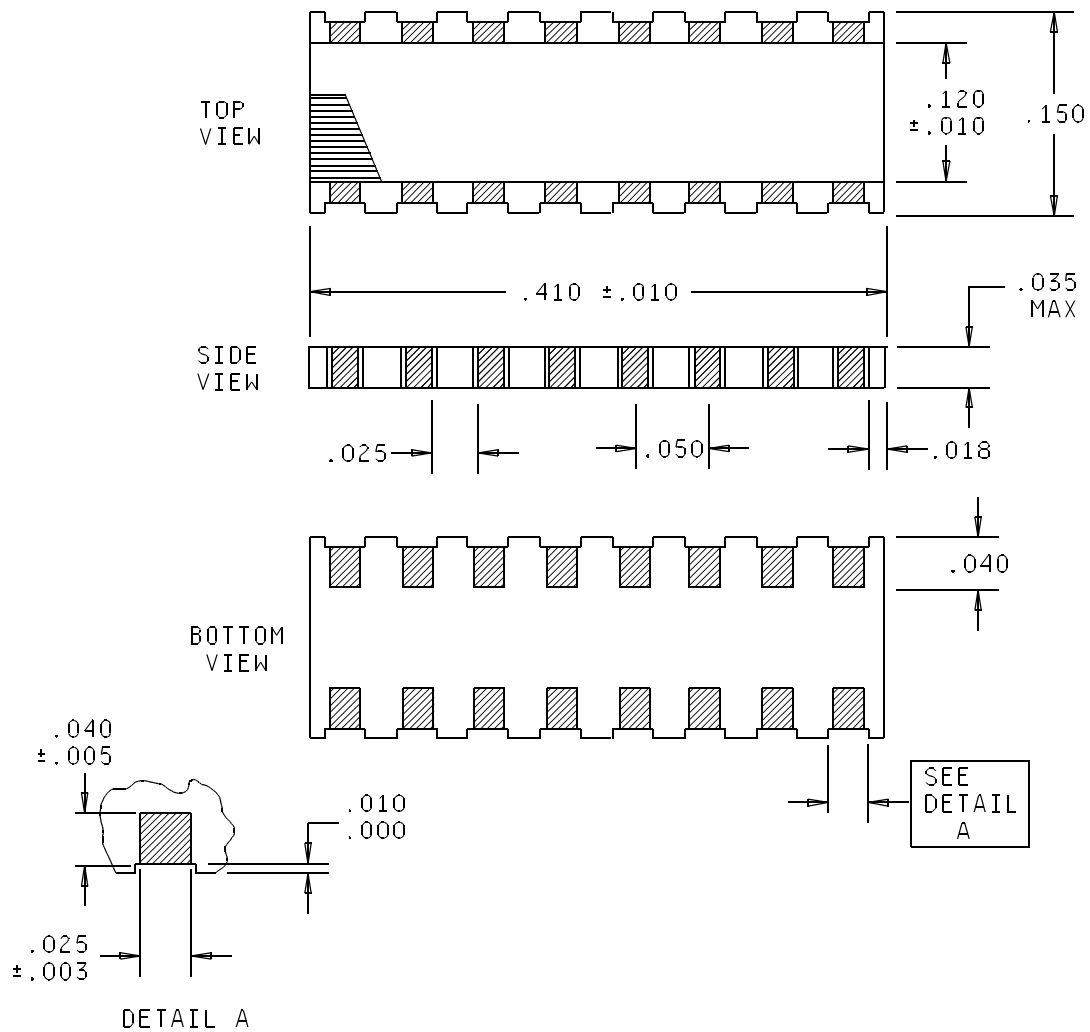 TOP
VIEW
.120
±.010
.150
.410 ±.010
.035
MAX
SIDE
VIEW
.025
.050
.018
.040
BOTTOM
VIEW
.040
±.005
.010
.000
SEE
DETAIL
A
.025
±.003
DETAIL A